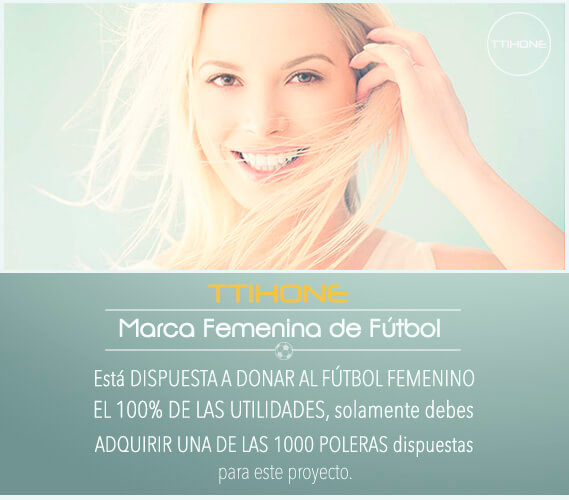 TTIHONE
TTIHONE
Marca Femenina de Fútbol
Está DISPUESTA A DONAR AL FÚTBOL FEMENINO
EL 100% DE LAS UTILIDADES, solamente debes
ADQUIRIR UNA DE LAS 1000 POLERAS dispuestas
para este proyecto.